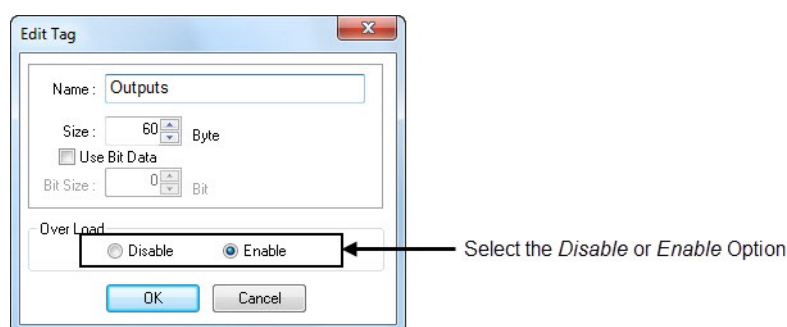 Edit Tag
Name : Outputs
Size : 60 Byte
Use Bit Data
Bit Size : 0 Bit
Over Load
Disable Enable
Select the Disable or Enable Option
OK Cancel